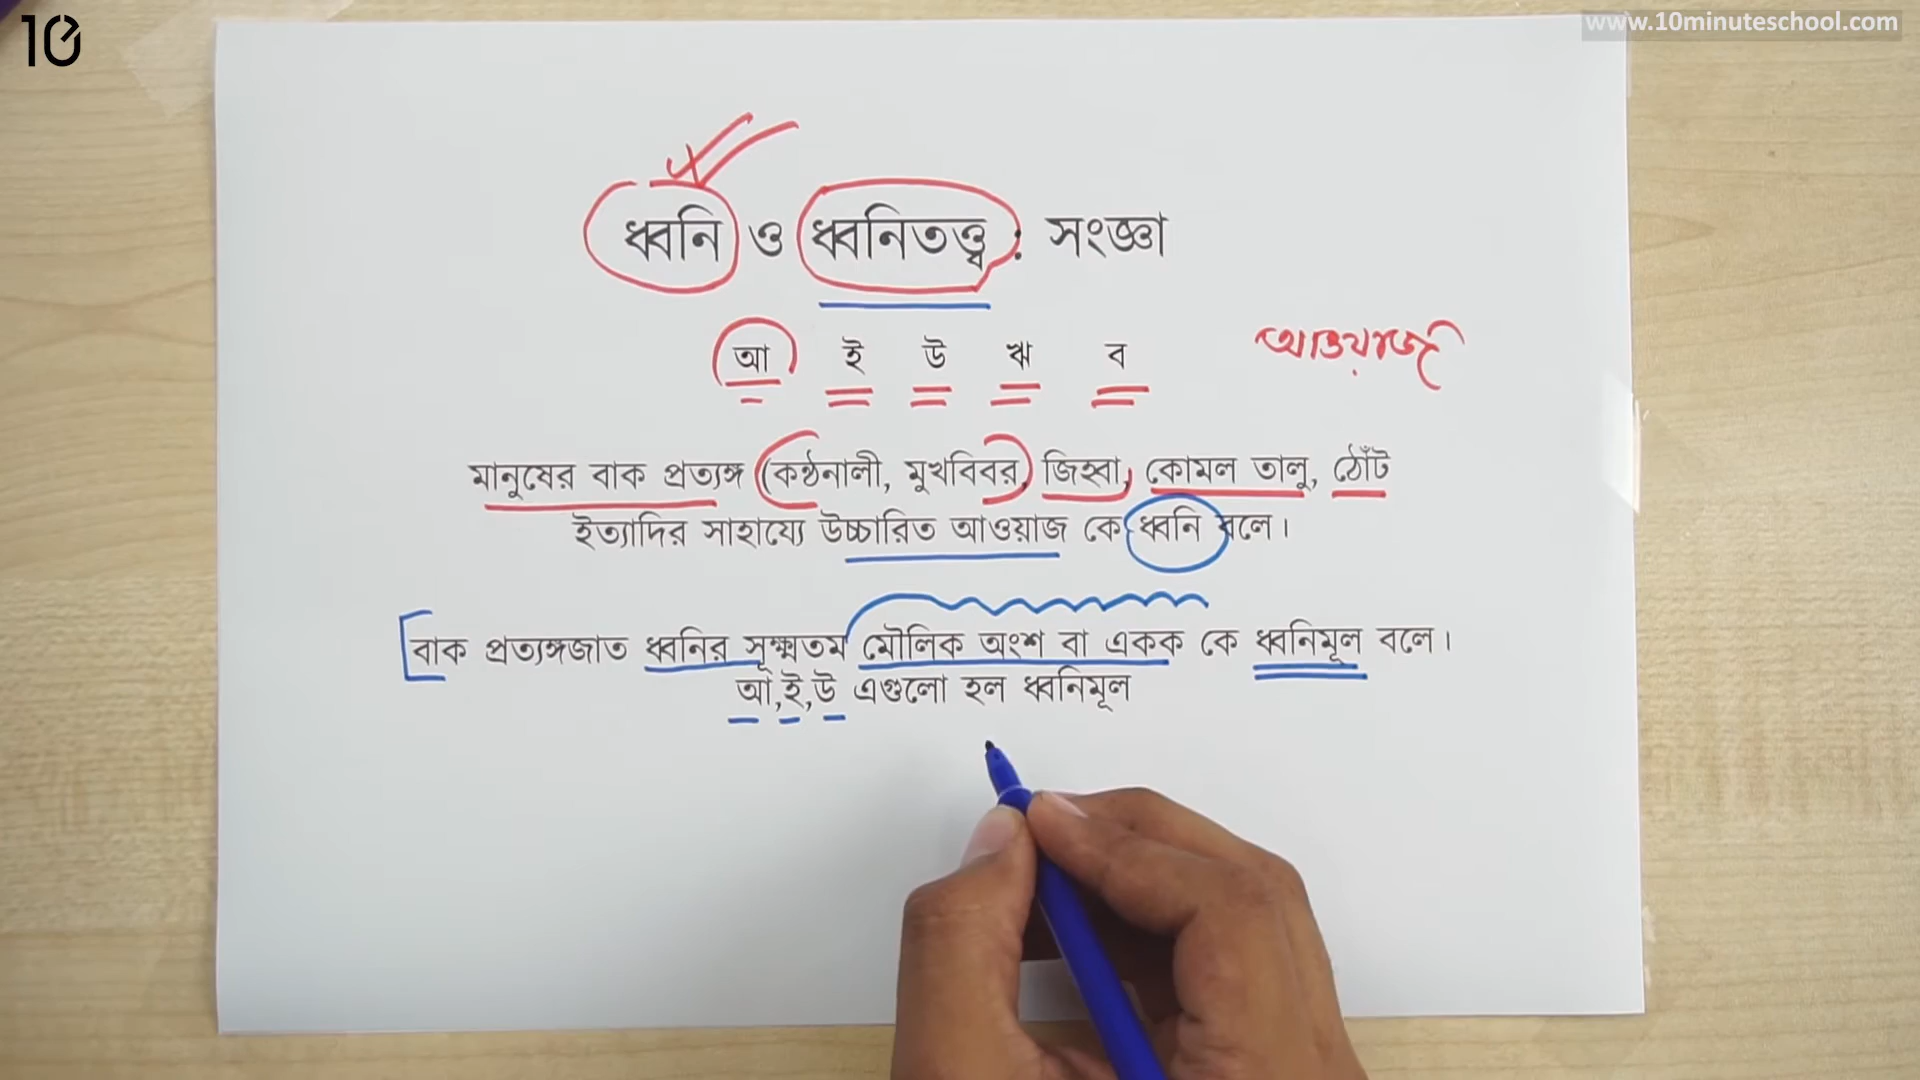 10
www.10minuteschool.com
ধ্বনি ও ধ্বনিতত্ত্ব : সংজ্ঞা
আ ই উ ঋ ব
আওয়াজ
মানুষের বাক প্রত্যঙ্গ (কণ্ঠনালী, মুখবিবর, জিহ্বা, কোমল তালু, ঠোঁট
ইত্যাদির সাহায্যে উচ্চারিত আওয়াজ কে ধ্বনি বলে।
বাক প্রত্যঙ্গজাত ধ্বনির সূক্ষ্মতম মৌলিক অংশ বা একক কে ধ্বনিমূল বলে।
আ,ই,উ এগুলো হল ধ্বনিমূল